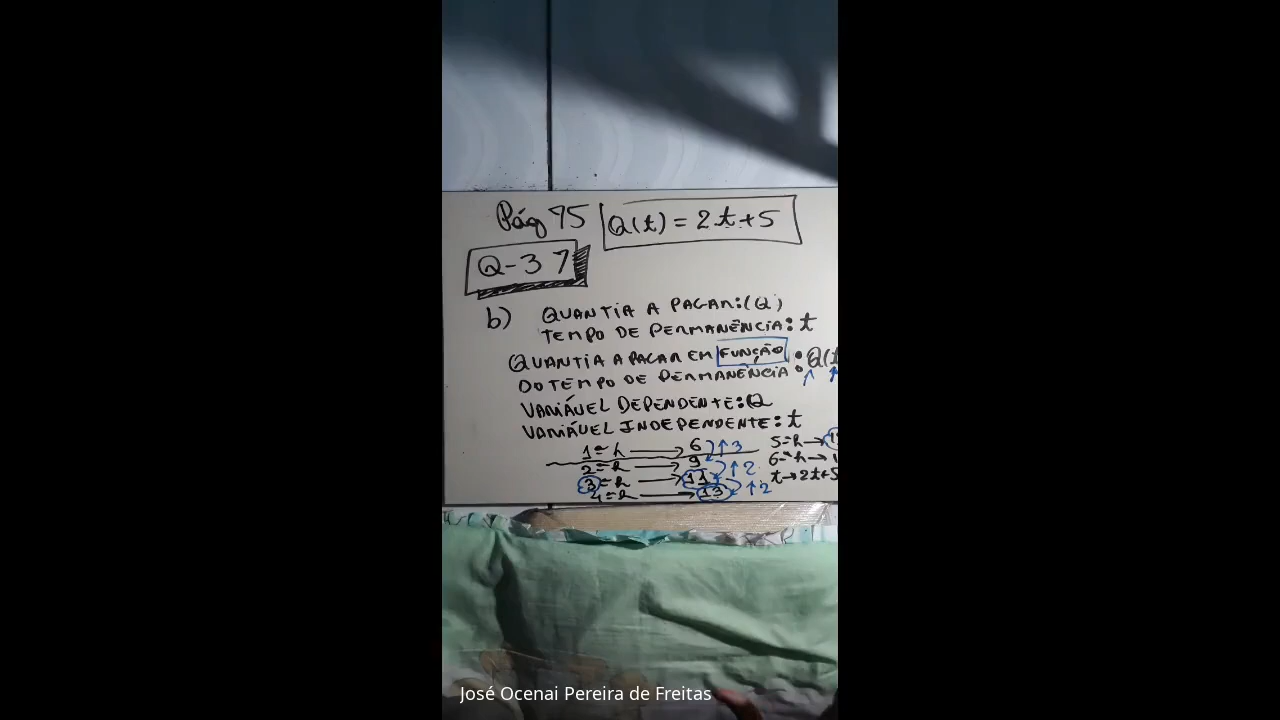 Pág 75 Q(t) = 2.t+5
Q-37
b) QUANTIA A PAGAR:(Q)
TEMPO DE PERMANÊNCIA: t
QUANTIA A PAGAR EM FUNÇÃO : Q(t
DO TEMPO DE PERMANÊNCIA
VARIÁVEL DEPENDENTE: Q
VARIÁVEL INDEPENDENTE: t
1ª h → 6 ↑3 5ª h → 1
2ª h → 9 ↑2 6ª h →
3ª h → 11 t → 2t+5
4ª h → 13 ↑2
José Ocenai Pereira de Freitas